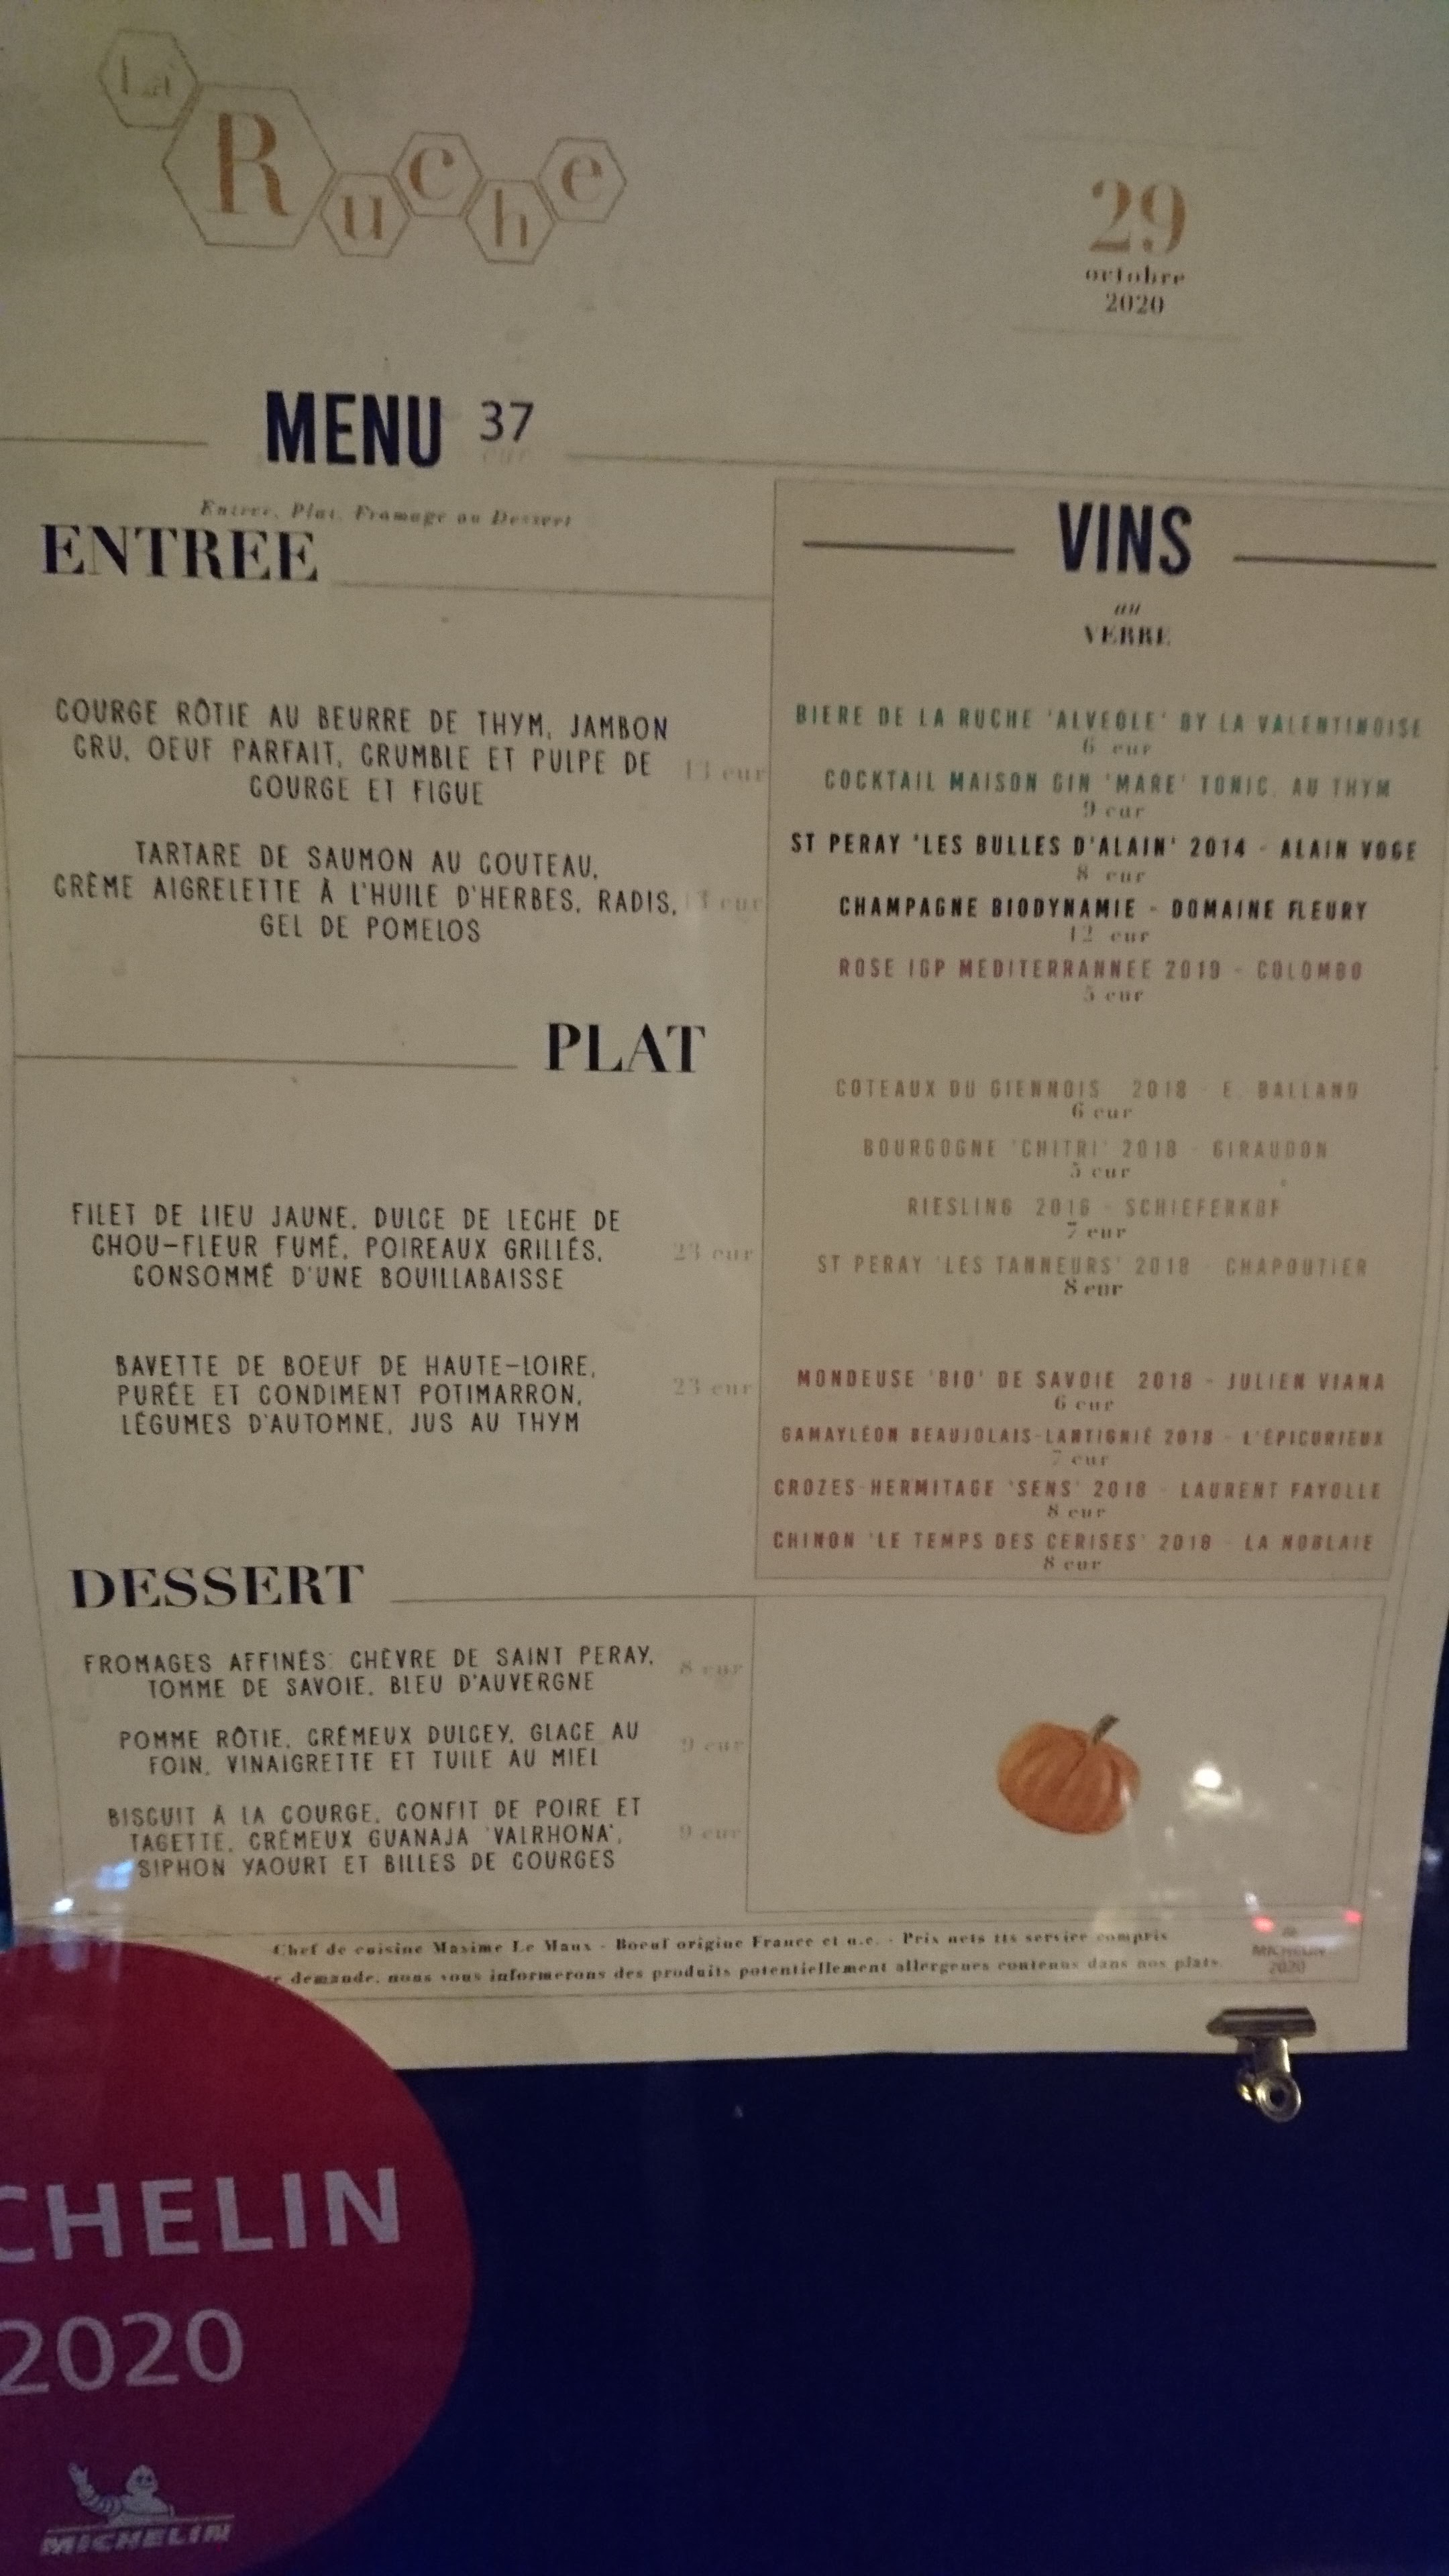 La
Ruche
29
octobre
2020
MENU 37
eur
Entree, Plat, Fromage ou Dessert
ENTREE
COURGE RÔTIE AU BEURRE DE THYM, JAMBON
CRU, OEUF PARFAIT, CRUMBLE ET PULPE DE
COURGE ET FIGUE
13 eur
TARTARE DE SAUMON AU COUTEAU,
CRÈME AIGRELETTE À L'HUILE D'HERBES, RADIS,
GEL DE POMELOS
eur
PLAT
FILET DE LIEU JAUNE, DULCE DE LECHE DE
CHOU-FLEUR FUMÉ, POIREAUX GRILLÉS,
CONSOMMÉ D'UNE BOUILLABAISSE
23 eur
BAVETTE DE BOEUF DE HAUTE-LOIRE,
PURÉE ET CONDIMENT POTIMARRON,
LÉGUMES D'AUTOMNE, JUS AU THYM
23 eur
DESSERT
FROMAGES AFFINÉS: CHÈVRE DE SAINT PERAY,
TOMME DE SAVOIE, BLEU D'AUVERGNE
8 eur
POMME RÔTIE, CRÉMEUX DULCEY, GLACE AU
FOIN, VINAIGRETTE ET TUILE AU MIEL
9 eur
BISCUIT À LA COURGE, CONFIT DE POIRE ET
TAGETTE, CRÉMEUX GUANAJA 'VALRHONA',
SIPHON YAOURT ET BILLES DE COURGES
9 eur
VINS
au
VERRE
BIERE DE LA RUCHE 'ALVEOLE' BY LA VALENTINOISE
6 eur
COCKTAIL MAISON GIN 'MARE' TONIC, AU THYM
9 eur
ST PERAY 'LES BULLES D'ALAIN' 2014 - ALAIN VOGE
8 eur
CHAMPAGNE BIODYNAMIE - DOMAINE FLEURY
12 eur
ROSE IGP MEDITERRANNEE 2019 - COLOMBO
5 eur
COTEAUX DU GIENNOIS 2018 - E. BALLAND
6 eur
BOURGOGNE 'CHITRI' 2018 - GIRAUDON
5 eur
RIESLING 2016 - SCHIEFERKOF
7 eur
ST PERAY 'LES TANNEURS' 2018 - CHAPOUTIER
8 eur
MONDEUSE 'BIO' DE SAVOIE 2018 - JULIEN VIANA
6 eur
GAMAYLÉON BEAUJOLAIS-LANTIGNIÉ 2018 - L'ÉPICURIEUX
7 eur
CROZES-HERMITAGE 'SENS' 2018 - LAURENT FAYOLLE
8 eur
CHINON 'LE TEMPS DES CERISES' 2018 - LA NOBLAIE
8 eur
Chef de cuisine Maxime Le Maux - Boeuf origine France et u.e. - Prix nets tts service compris
demande, nous vous informerons des produits potentiellement allergenes contenus dans nos plats
MICHELIN
2020
CHELIN
2020
MICHELIN